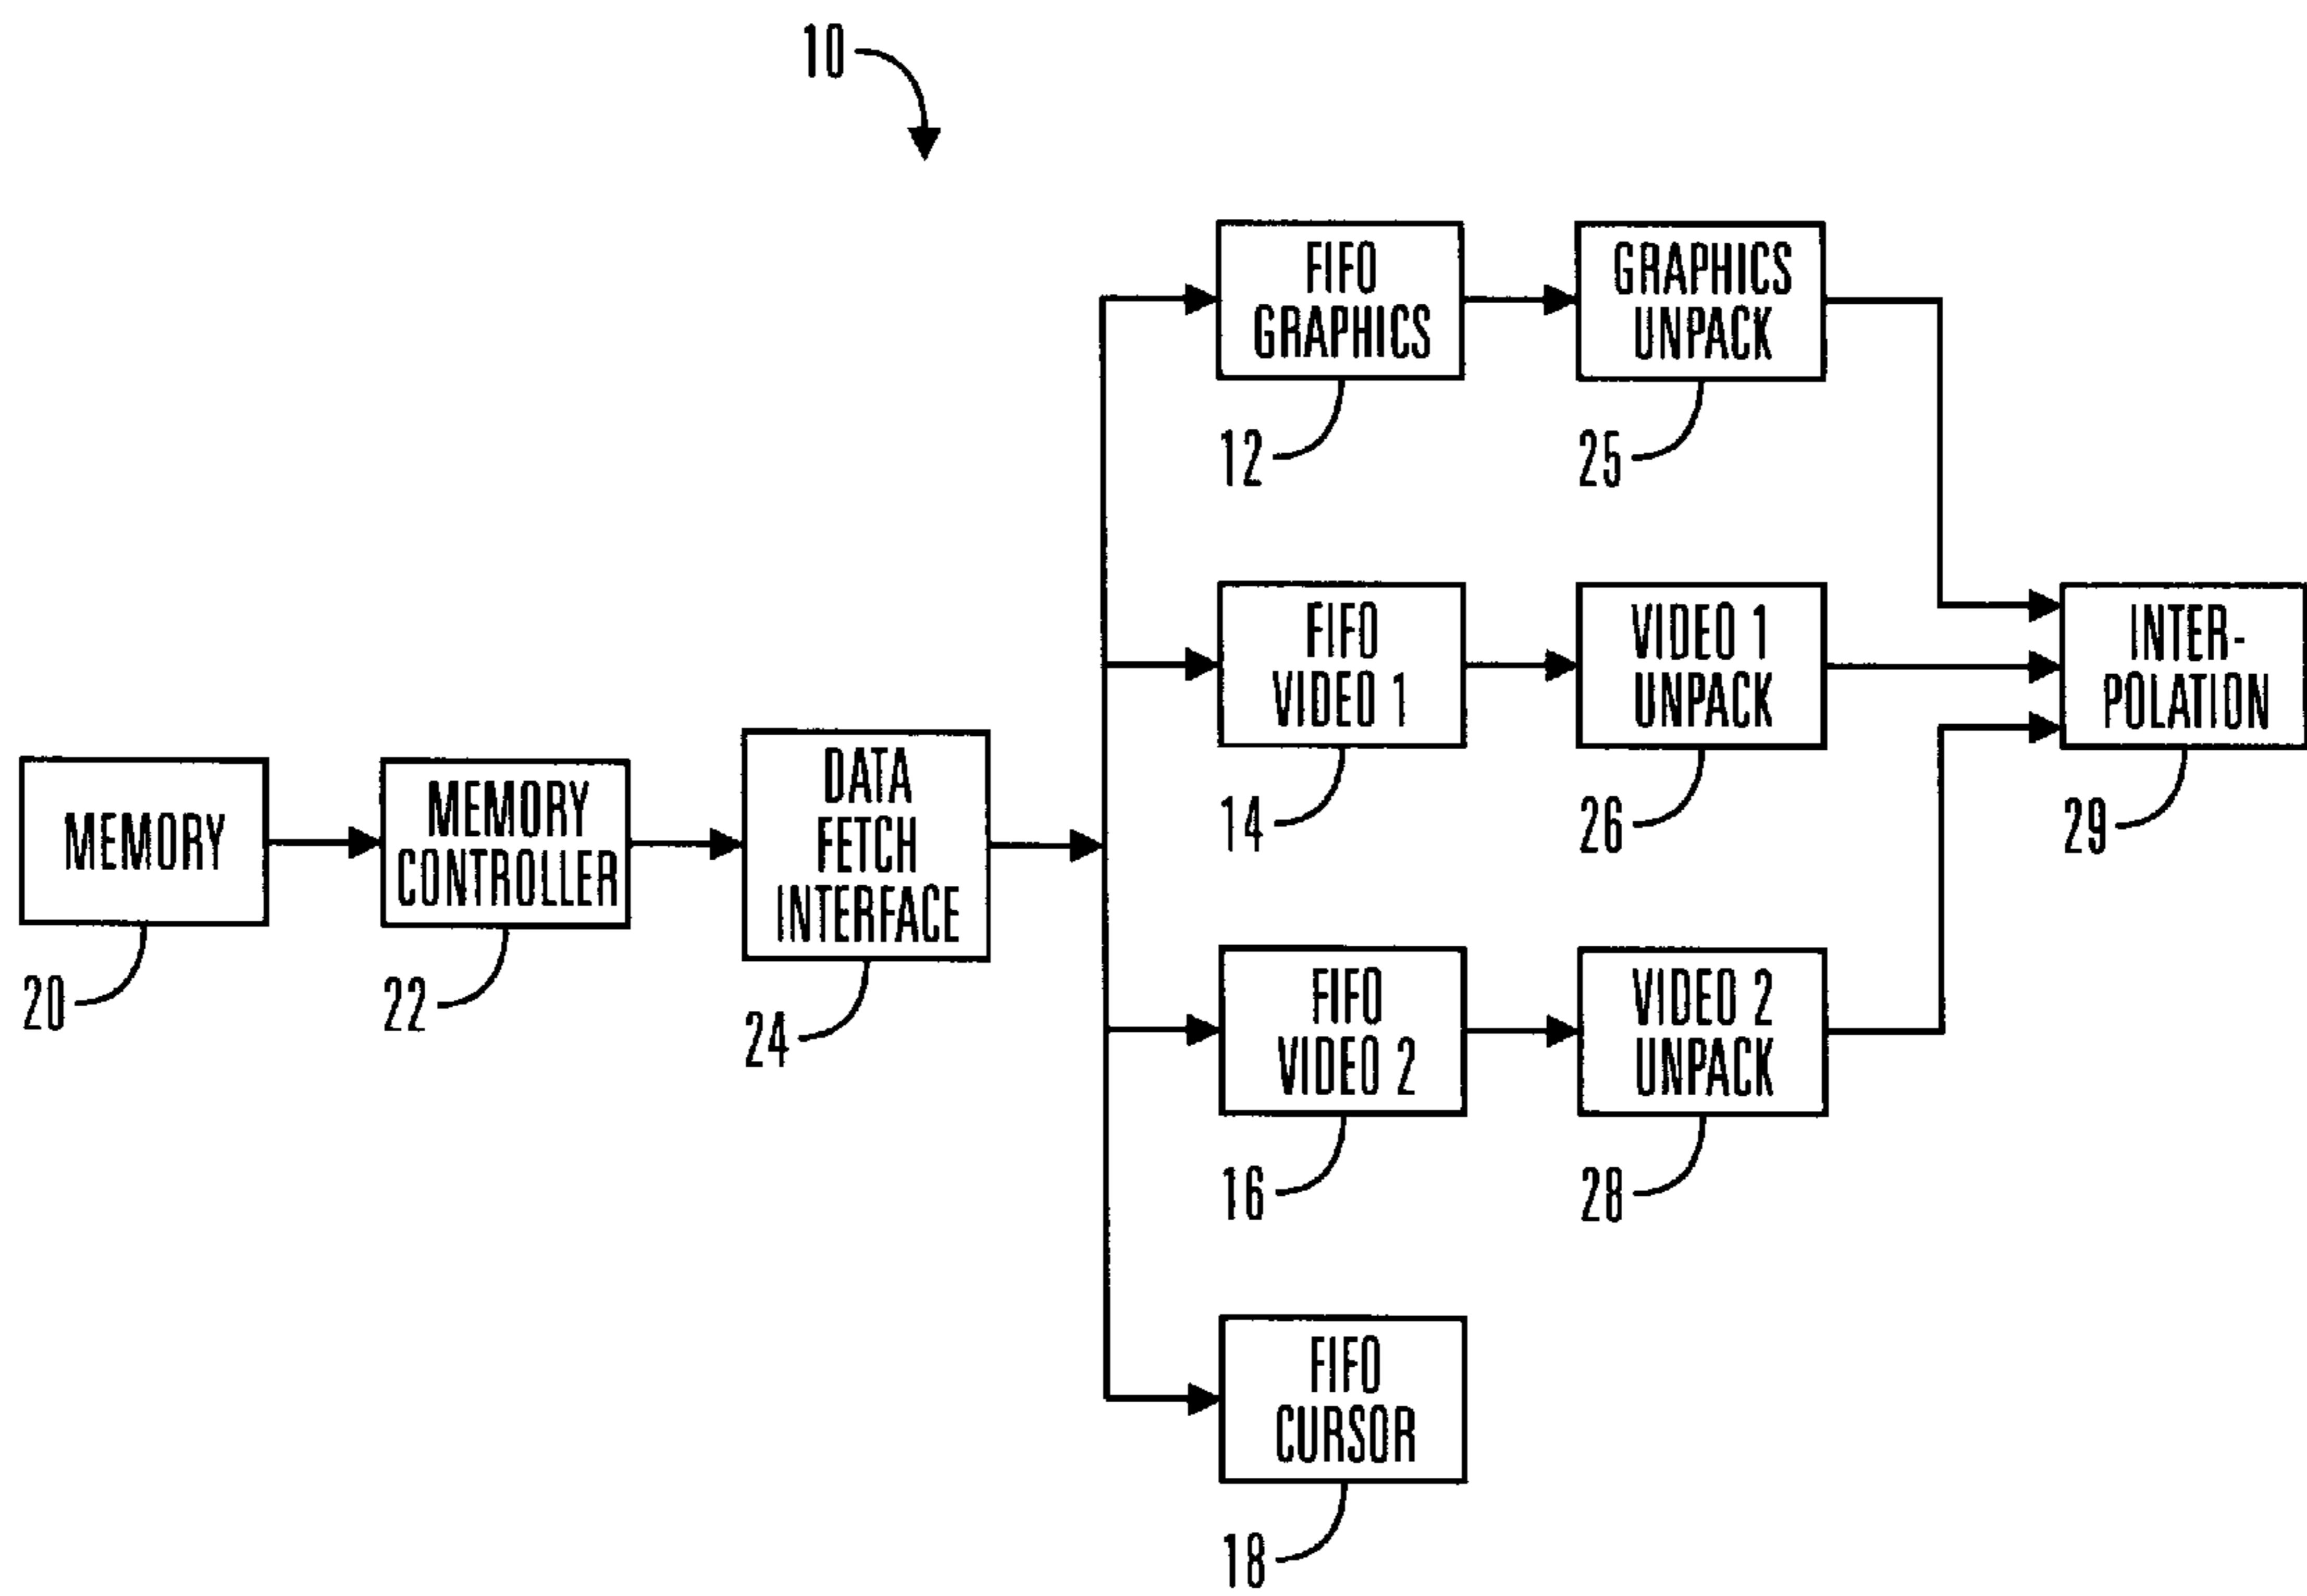 10
FIFO
GRAPHICS
12
GRAPHICS
UNPACK
25
FIFO
VIDEO 1
14
VIDEO 1
UNPACK
26
INTER-
POLATION
29
MEMORY
20
MEMORY
CONTROLLER
22
DATA
FETCH
INTERFACE
24
FIFO
VIDEO 2
16
VIDEO 2
UNPACK
28
FIFO
CURSOR
18